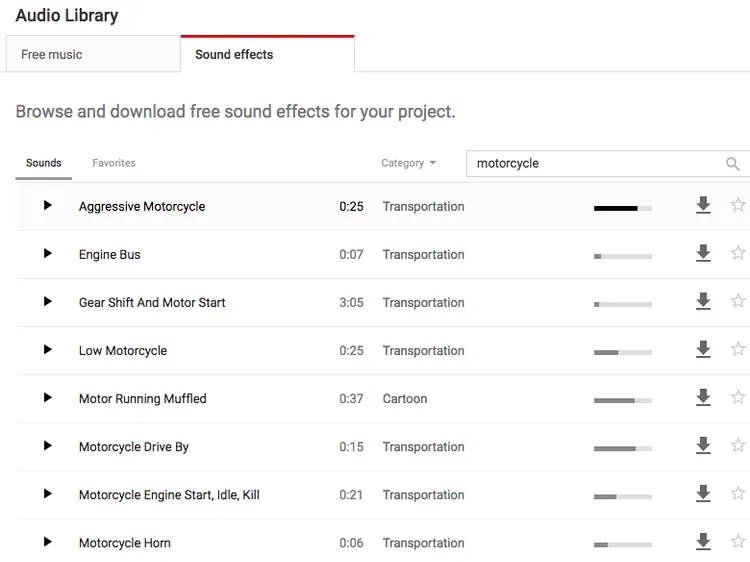 Audio Library
Free music Sound effects
Browse and download free sound effects for your project.
Sounds Favorites Category motorcycle
Aggressive Motorcycle 0:25 Transportation
Engine Bus 0:07 Transportation
Gear Shift And Motor Start 3:05 Transportation
Low Motorcycle 0:25 Transportation
Motor Running Muffled 0:37 Cartoon
Motorcycle Drive By 0:15 Transportation
Motorcycle Engine Start, Idle, Kill 0:21 Transportation
Motorcycle Horn 0:06 Transportation